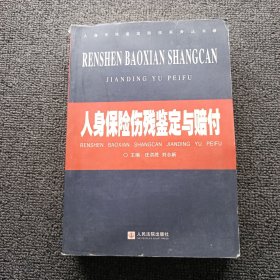 RENSHEN BAOXIAN SHANGCAN
JIANDING YU PEIFU
人身保险伤残鉴定与赔付
RENSHEN BAOXIAN SHANGCAN JIANDING YU PEIFU
人民法院出版社